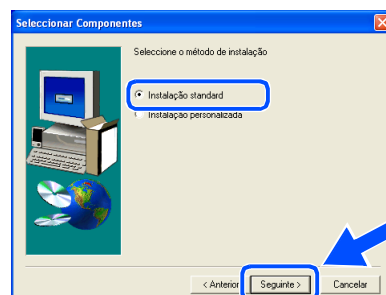 Seleccionar Componentes
Seleccione o método de instalação
Instalação standard
Instalação personalizada
< Anterior
Seguinte >
Cancelar